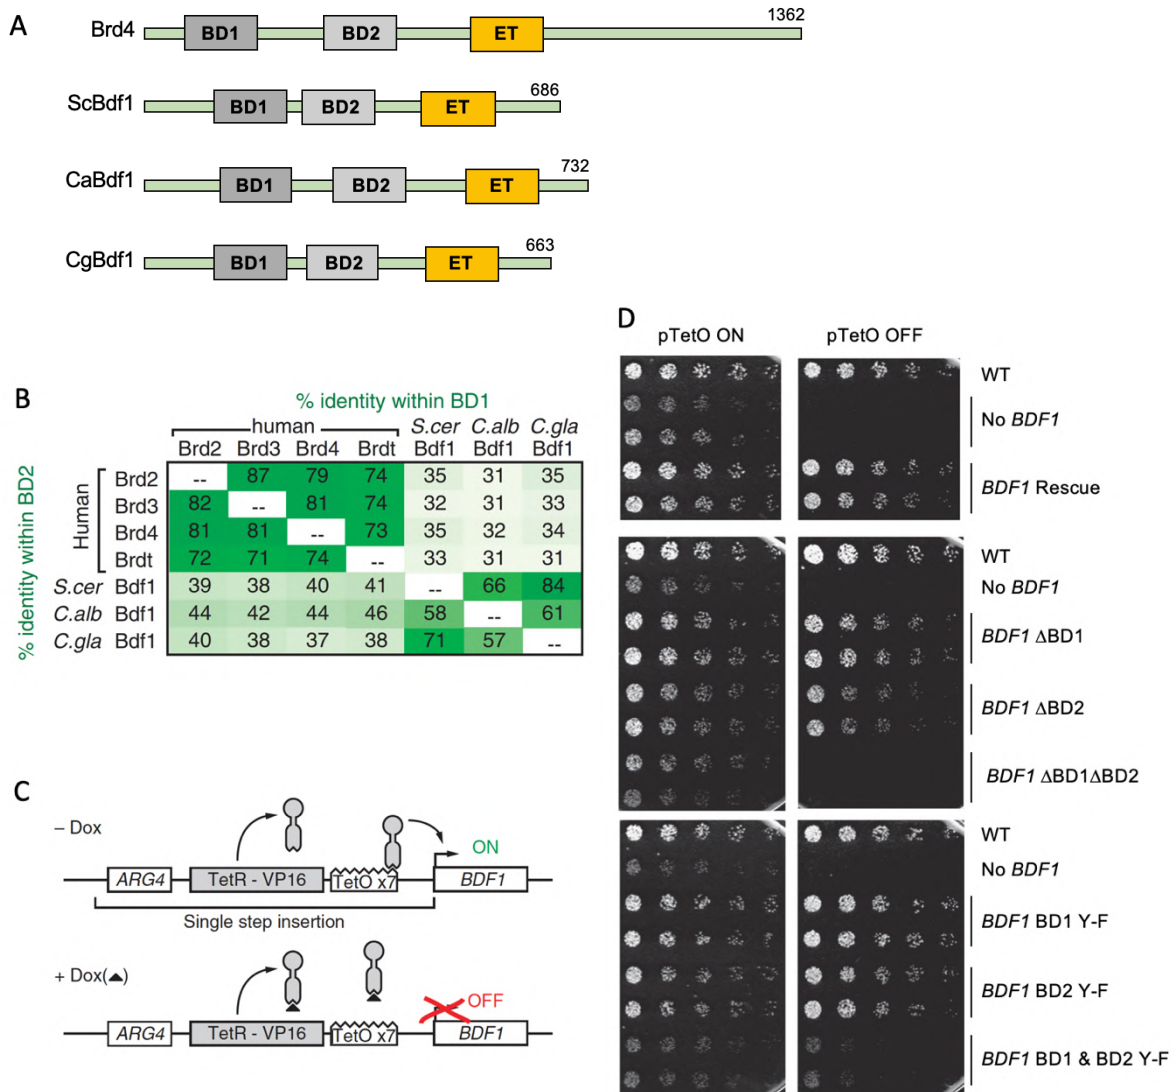 A
Brd4 BD1 BD2 ET 1362
ScBdf1 BD1 BD2 ET 686
CaBdf1 BD1 BD2 ET 732
CgBdf1 BD1 BD2 ET 663
B
% identity within BD1
human S.cer C.alb C.gla
Brd2 Brd3 Brd4 Brdt Bdf1 Bdf1 Bdf1
% identity within BD2
Human
Brd2 -- 87 79 74 35 31 35
Brd3 82 -- 81 74 32 31 33
Brd4 81 81 -- 73 35 32 34
Brdt 72 71 74 -- 33 31 31
S.cer Bdf1 39 38 40 41 -- 66 84
C.alb Bdf1 44 42 44 46 58 -- 61
C.gla Bdf1 40 38 37 38 71 57 --
C
– Dox
ON
ARG4 TetR - VP16 TetO x7 BDF1
Single step insertion
+ Dox(▲)
OFF
ARG4 TetR - VP16 TetO x7 BDF1
D
pTetO ON pTetO OFF
WT
No BDF1
BDF1 Rescue
WT
No BDF1
BDF1 ΔBD1
BDF1 ΔBD2
BDF1 ΔBD1ΔBD2
WT
No BDF1
BDF1 BD1 Y-F
BDF1 BD2 Y-F
BDF1 BD1 & BD2 Y-F